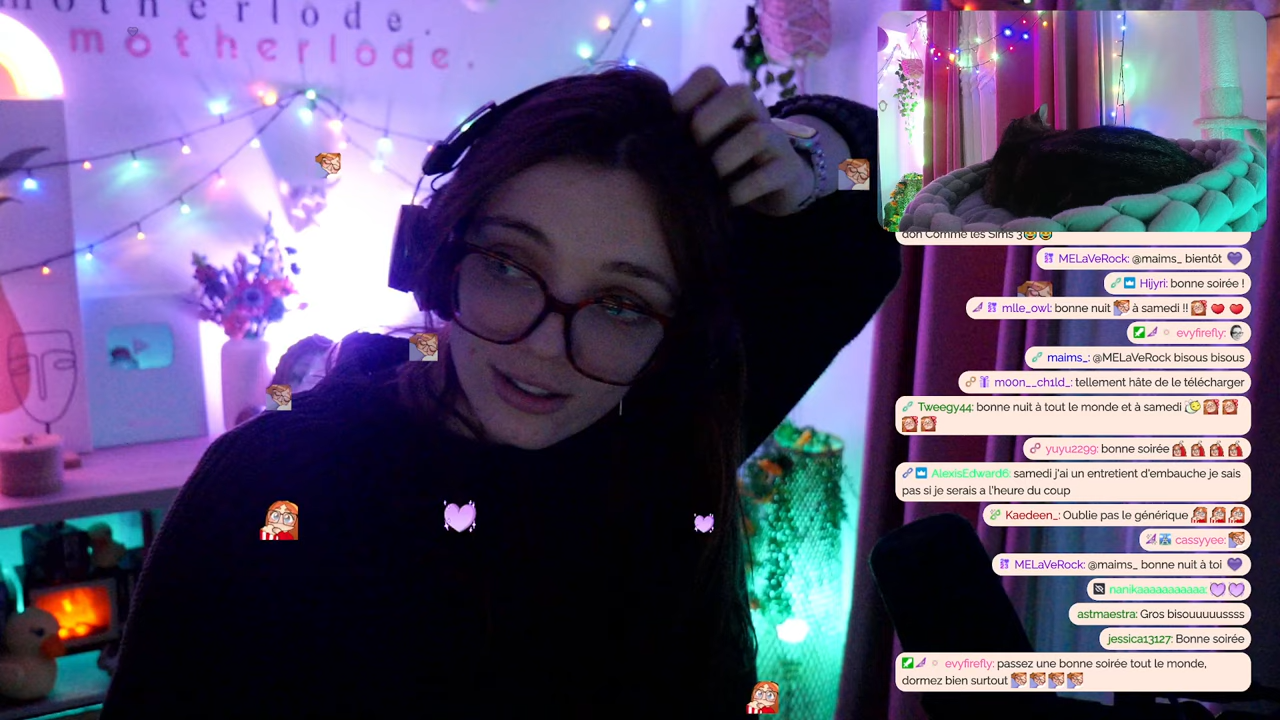 motherlode.
motherlode.
don Comme les Sims 3
MELaVeRock: @maims_ bientôt
Hijyri: bonne soirée !
mlle_owl: bonne nuit à samedi !!
evyfirefly:
maims_: @MELaVeRock bisous bisous
m00n__ch1ld_: tellement hâte de le télécharger
Tweegy44: bonne nuit à tout le monde et à samedi
yuyu2299: bonne soirée
AlexisEdward6: samedi j'ai un entretient d'embauche je sais
pas si je serais a l'heure du coup
Kaedeen_: Oublie pas le générique
cassyyee:
MELaVeRock: @maims_ bonne nuit à toi
nanikaaaaaaaaaaa:
astmaestra: Gros bisouuuuussss
jessica13127: Bonne soirée
evyfirefly: passez une bonne soirée tout le monde,
dormez bien surtout